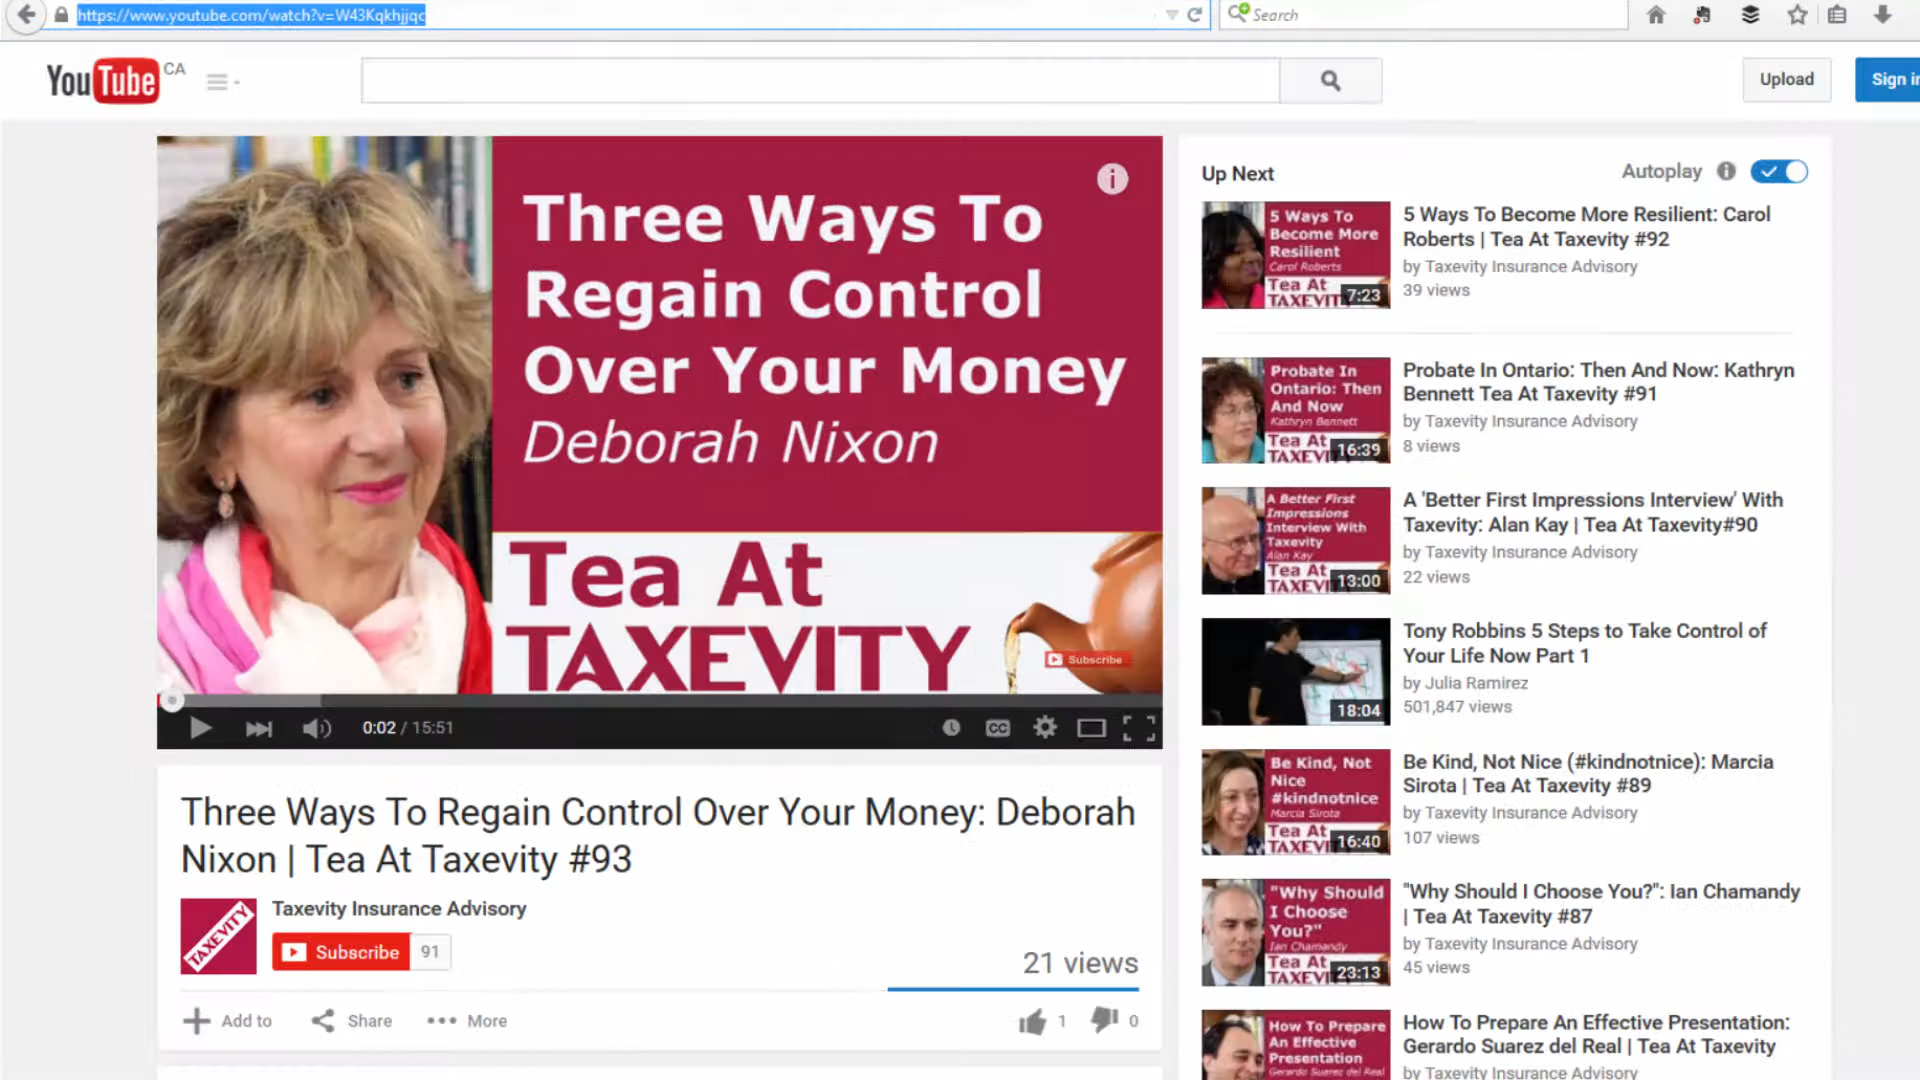 https://www.youtube.com/watch?v=W43Kqkhjjqc
Search
YouTube CA
Upload
Sign in
Three Ways To
Regain Control
Over Your Money
Deborah Nixon
Tea At
TAXEVITY
Subscribe
0:02 / 15:51
CC
Three Ways To Regain Control Over Your Money: Deborah
Nixon | Tea At Taxevity #93
TAXEVITY
Taxevity Insurance Advisory
Subscribe 91
21 views
Add to
Share
More
1
0
Up Next
Autoplay
5 Ways To
Become More
Resilient
Carol Roberts
Tea At
TAXEVIT
7:23
5 Ways To Become More Resilient: Carol
Roberts | Tea At Taxevity #92
by Taxevity Insurance Advisory
39 views
Probate In
Ontario: Then
And Now
Kathryn Bennett
Tea At
TAXEVIT
16:39
Probate In Ontario: Then And Now: Kathryn
Bennett Tea At Taxevity #91
by Taxevity Insurance Advisory
8 views
A Better First
Impressions
Interview With
Taxevity
Alan Kay
Tea At
TAXEVIT
13:00
A 'Better First Impressions Interview' With
Taxevity: Alan Kay | Tea At Taxevity#90
by Taxevity Insurance Advisory
22 views
18:04
Tony Robbins 5 Steps to Take Control of
Your Life Now Part 1
by Julia Ramirez
501,847 views
Be Kind, Not
Nice
#kindnotnice
Marcia Sirota
Tea At
TAXEVIT
16:40
Be Kind, Not Nice (#kindnotnice): Marcia
Sirota | Tea At Taxevity #89
by Taxevity Insurance Advisory
107 views
"Why Should
I Choose
You?"
Ian Chamandy
Tea At
TAXEVIT
23:13
"Why Should I Choose You?": Ian Chamandy
| Tea At Taxevity #87
by Taxevity Insurance Advisory
45 views
How To Prepare
An Effective
Presentation
Gerardo Suarez del Real
How To Prepare An Effective Presentation:
Gerardo Suarez del Real | Tea At Taxevity
by Taxevity Insurance Advisory